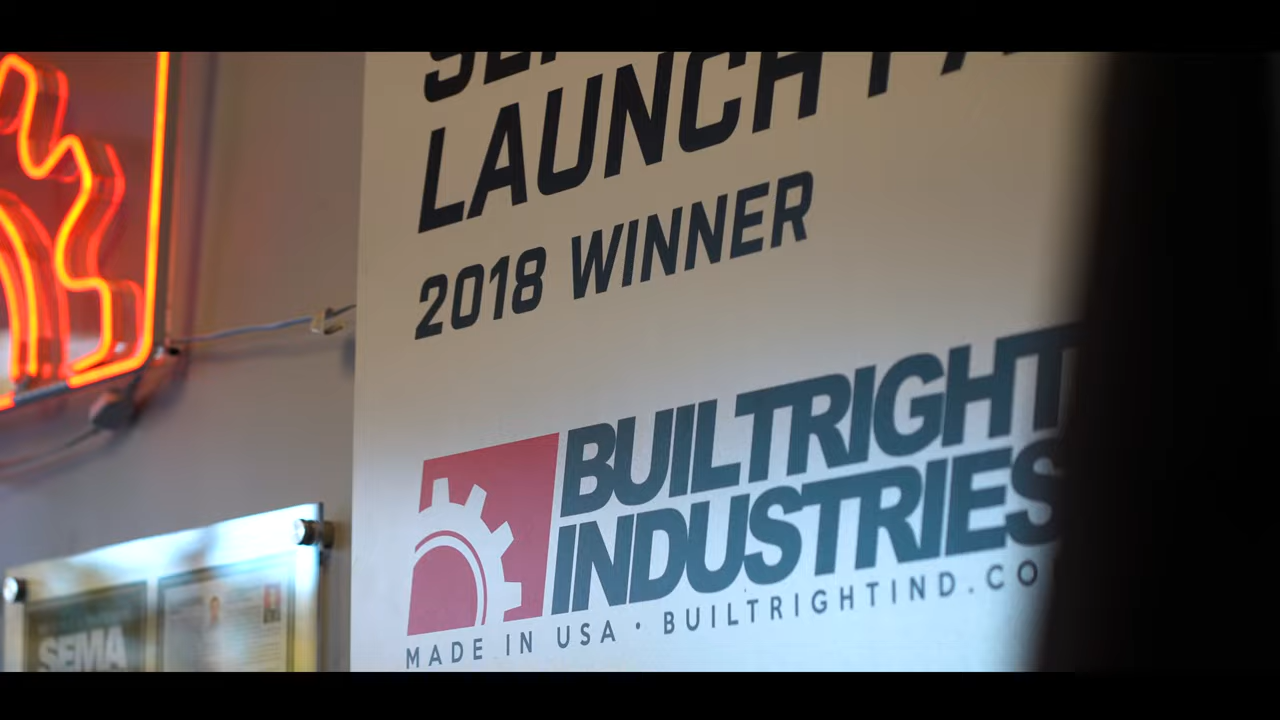 LAUNCH
2018 WINNER
BUILTRIGHT
INDUSTRIES
MADE IN USA • BUILTRIGHTIND.CO
SEMA